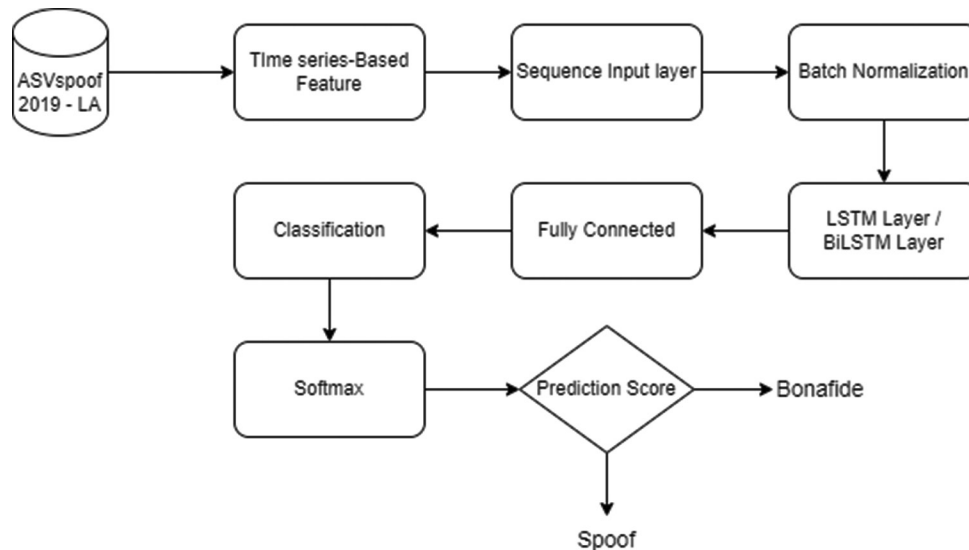 ASVspoof
2019 - LA
TIme series-Based
Feature
Sequence Input layer
Batch Normalization
LSTM Layer /
BiLSTM Layer
Fully Connected
Classification
Softmax
Prediction Score
Bonafide
Spoof